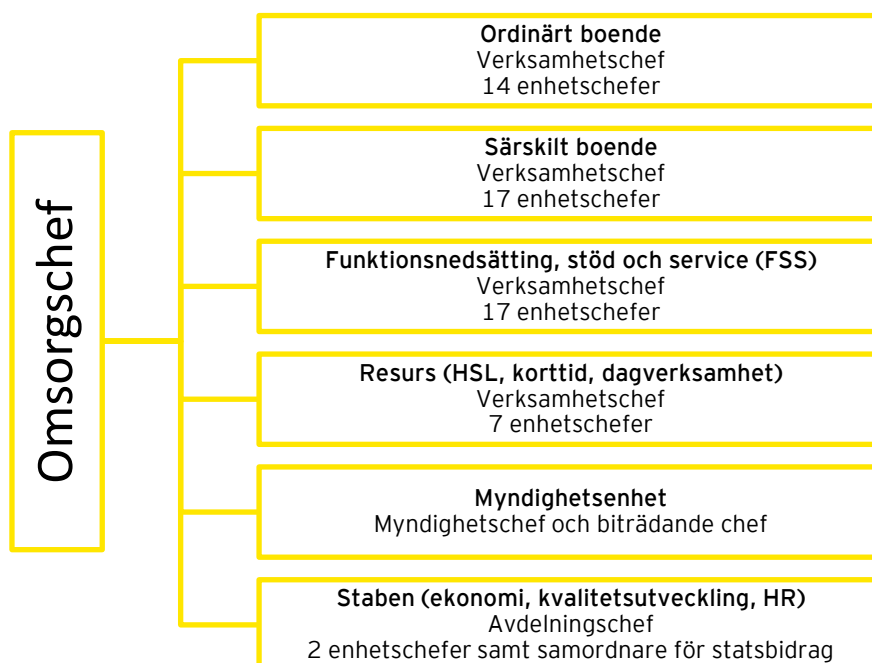 Omsorgschef
Ordinärt boende
Verksamhetschef
14 enhetschefer
Särskilt boende
Verksamhetschef
17 enhetschefer
Funktionsnedsätting, stöd och service (FSS)
Verksamhetschef
17 enhetschefer
Resurs (HSL, korttid, dagverksamhet)
Verksamhetschef
7 enhetschefer
Myndighetsenhet
Myndighetschef och biträdande chef
Staben (ekonomi, kvalitetsutveckling, HR)
Avdelningschef
2 enhetschefer samt samordnare för statsbidrag